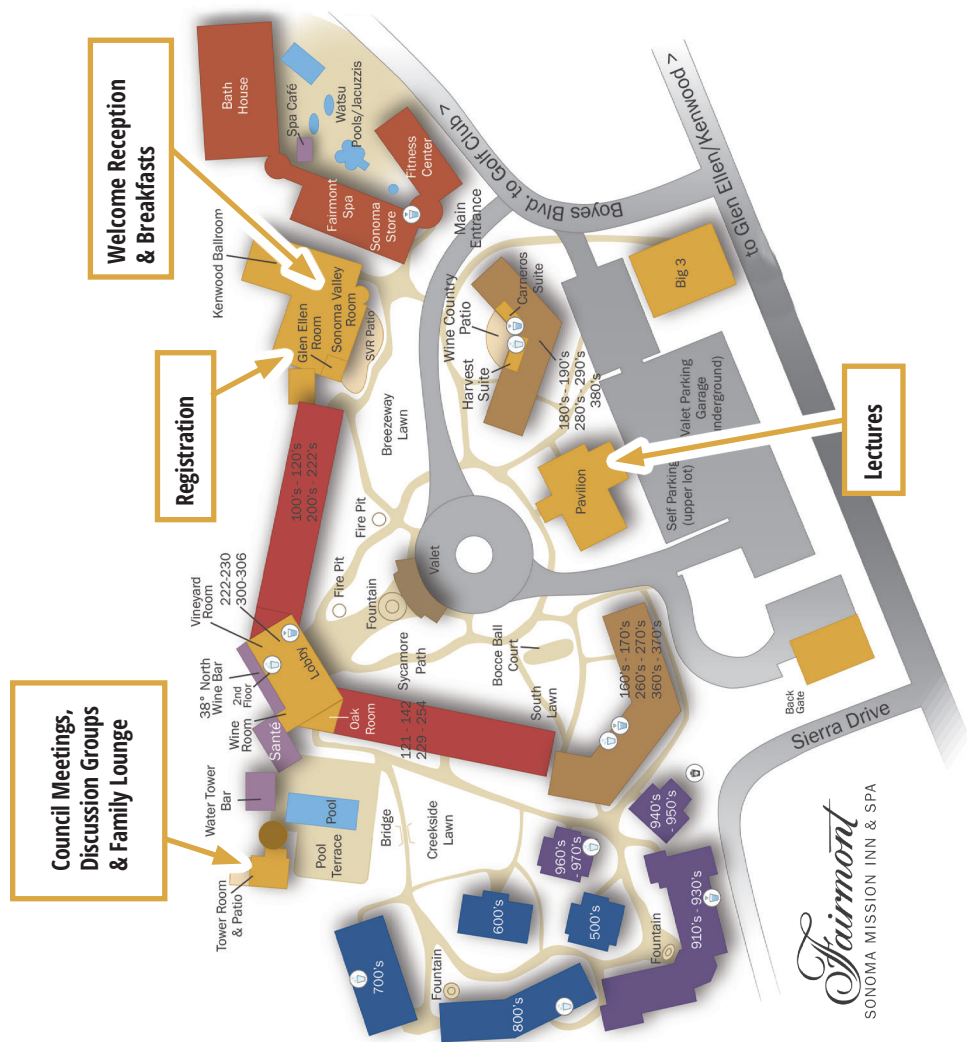 Council Meetings,
Discussion Groups
& Family Lounge
Registration
Welcome Reception
& Breakfasts
Lectures
Tower Room
& Patio
Water Tower
Bar
Santé
Wine
Room
38° North
Wine Bar
2nd
Floor
Vineyard
Room
222-230
300-306
Lobby
Oak
Room
100's - 120's
200's - 222's
Glen Ellen
Room
Sonoma Valley
Room
Kenwood Ballroom
SVR Patio
Bath
House
Spa Café
Watsu
Pools/Jacuzzis
Fairmont
Spa
Sonoma
Store
Fitness
Center
Pool
Terrace
Pool
Bridge
Creekside
Lawn
121 - 142
229 - 254
Sycamore
Path
Fountain
Fire Pit
Fire Pit
Breezeway
Lawn
Valet
Main
Entrance
Wine Country
Patio
Harvest
Suite
Carneros
Suite
180's - 190's
280's - 290's
380's
Boyes Blvd. to Golf Club >
700's
600's
500's
800's
Fountain
960's
- 970's
940's
- 950's
910's - 930's
Fountain
South
Lawn
Bocce Ball
Court
160's - 170's
260's - 270's
360's - 370's
Pavilion
Big 3
Self Parking
(upper lot)
Valet Parking
Garage
nderground)
to Glen Ellen/Kenwood >
Back
Gate
Sierra Drive
Fairmont
SONOMA MISSION INN & SPA